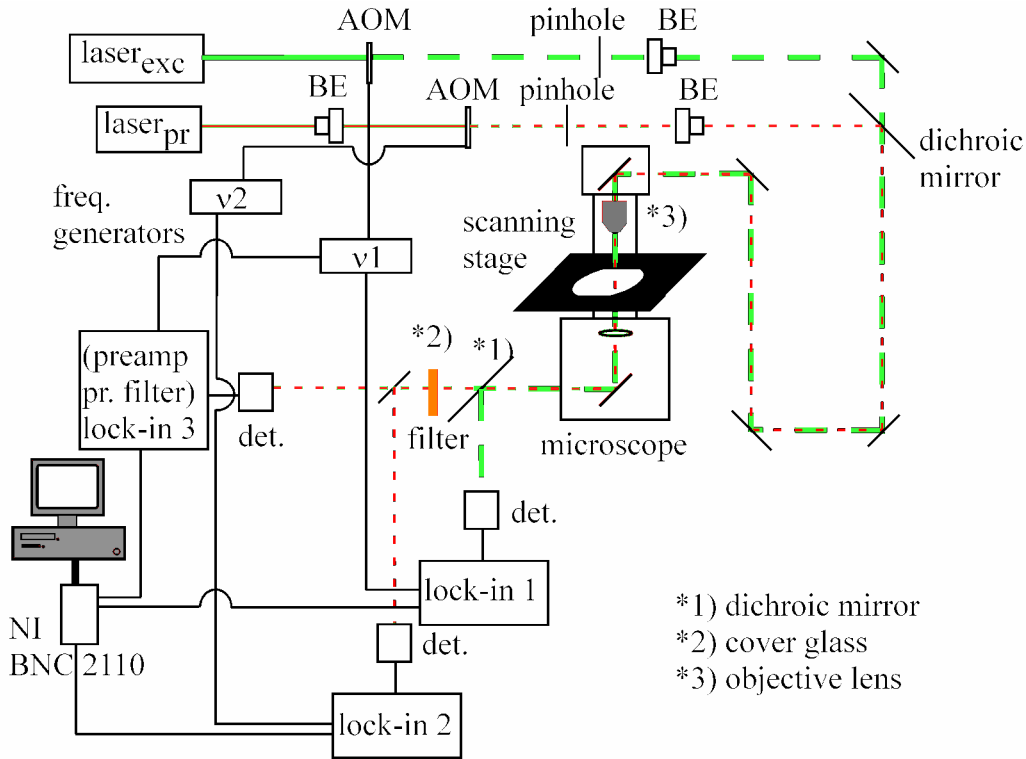 AOM
pinhole
BE
laser exc
BE
AOM
pinhole
BE
laser pr
dichroic
mirror
freq.
generators
ν2
scanning
stage
*3)
ν1
*2)
*1)
(preamp
pr. filter)
lock-in 3
det.
filter
microscope
det.
lock-in 1
NI
BNC 2110
det.
lock-in 2
*1) dichroic mirror
*2) cover glass
*3) objective lens